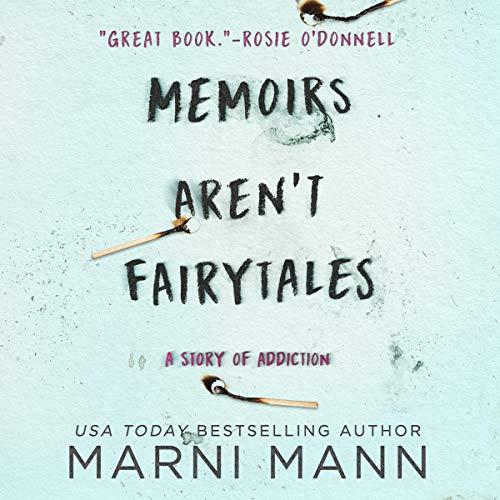 "GREAT BOOK."-ROSIE O'DONNELL
MEMOIRS
AREN'T
FAIRYTALES
A STORY OF ADDICTION
USA TODAY BESTSELLING AUTHOR
MARNI MANN